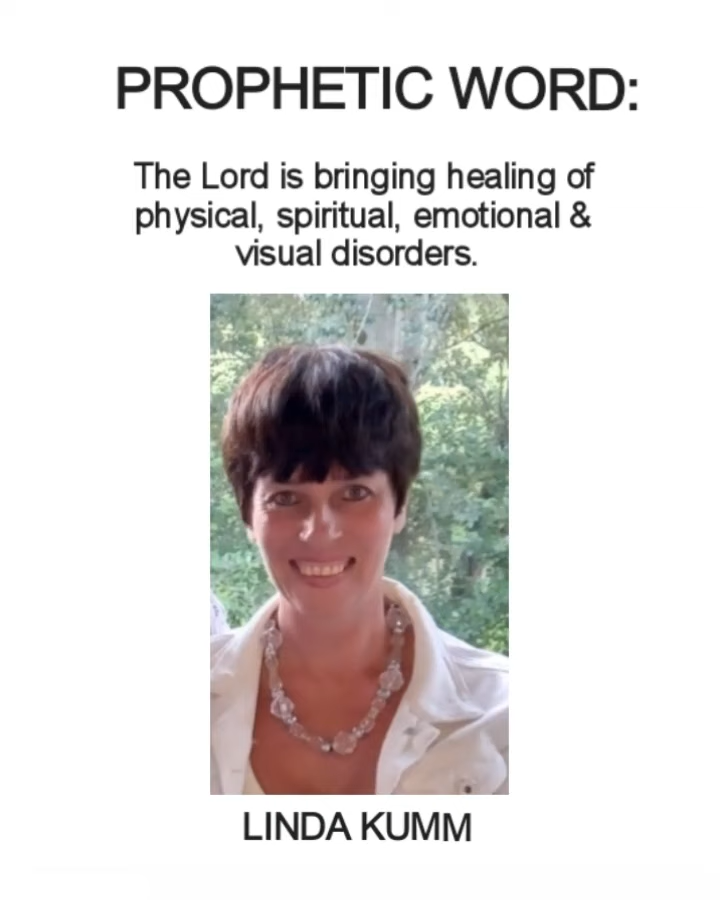 PROPHETIC WORD:
The Lord is bringing healing of
physical, spiritual, emotional &
visual disorders.
LINDA KUMM